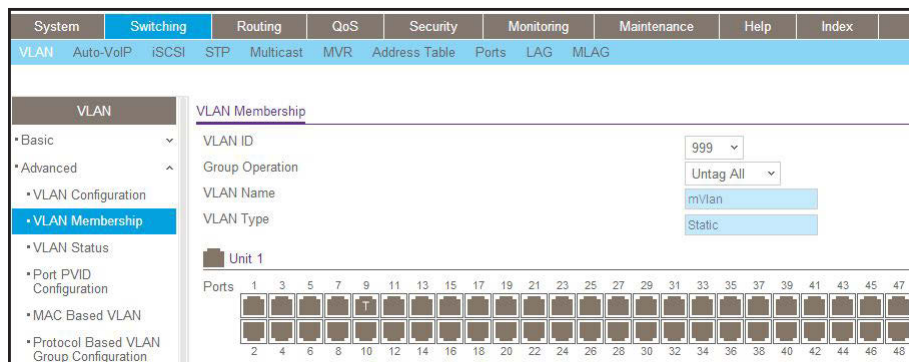 System Switching Routing QoS Security Monitoring Maintenance Help Index
VLAN Auto-VoIP iSCSI STP Multicast MVR Address Table Ports LAG MLAG
VLAN
Basic
Advanced
VLAN Configuration
VLAN Membership
VLAN Status
Port PVID
Configuration
MAC Based VLAN
Protocol Based VLAN
Group Configuration
VLAN Membership
VLAN ID 999
Group Operation Untag All
VLAN Name mVlan
VLAN Type Static
Unit 1
Ports 1 3 5 7 9 11 13 15 17 19 21 23 25 27 29 31 33 35 37 39 41 43 45 47
T
2 4 6 8 10 12 14 16 18 20 22 24 26 28 30 32 34 36 38 40 42 44 46 48